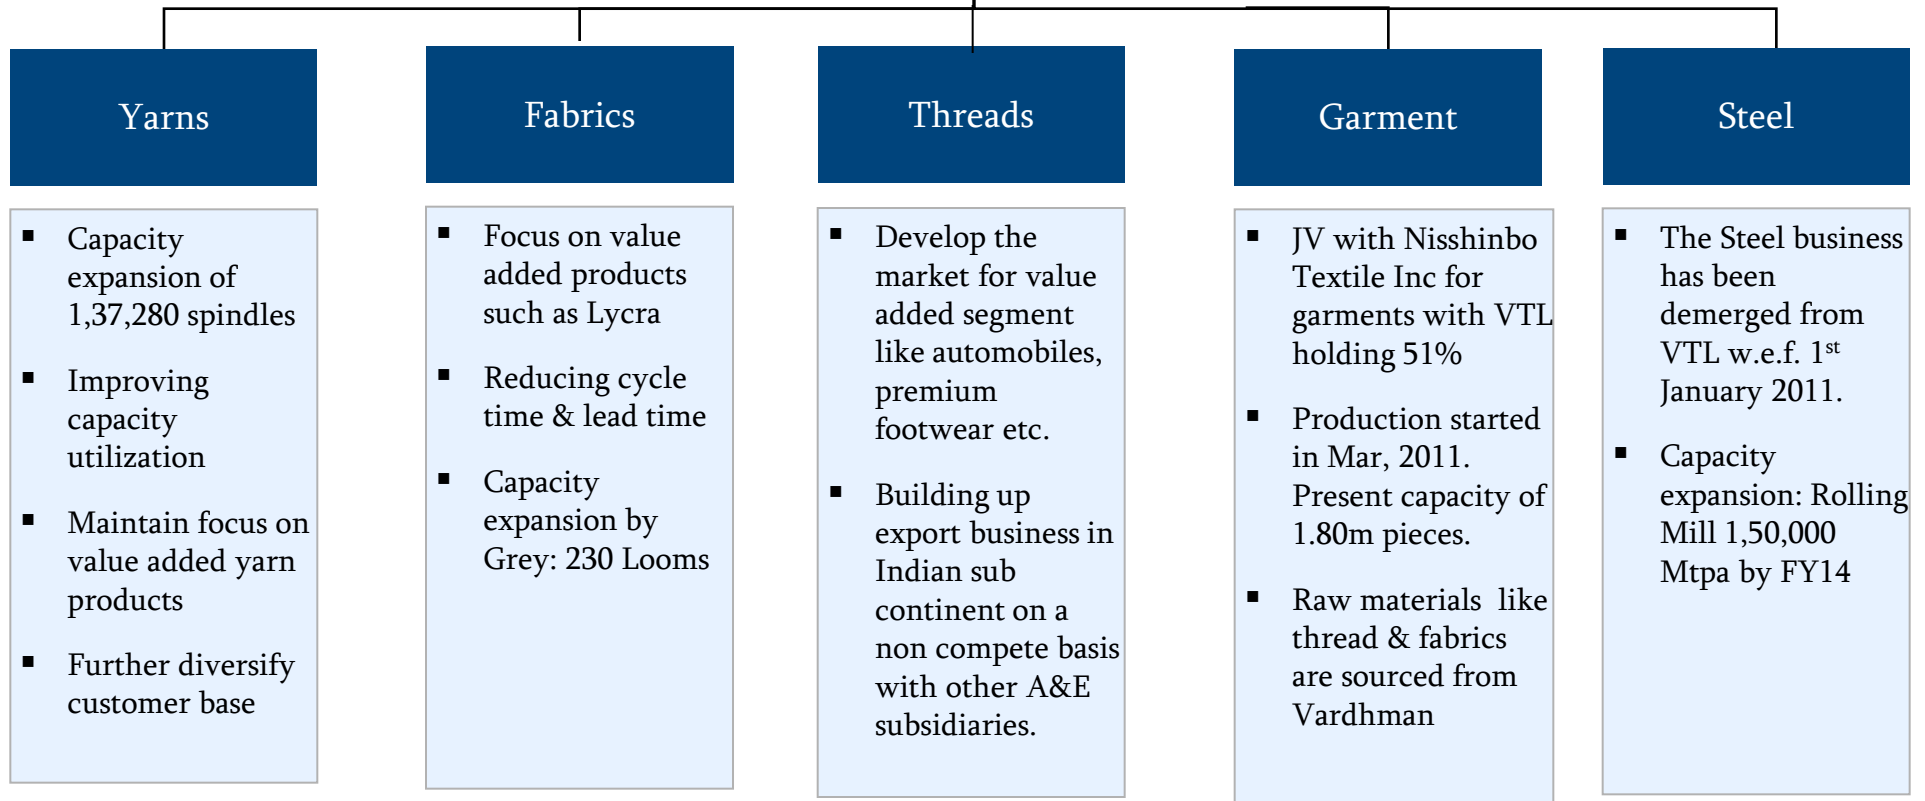 Yarns
▪ Capacity
expansion of
1,37,280 spindles
▪ Improving
capacity
utilization
▪ Maintain focus on
value added yarn
products
▪ Further diversify
customer base
Fabrics
▪ Focus on value
added products
such as Lycra
▪ Reducing cycle
time & lead time
▪ Capacity
expansion by
Grey: 230 Looms
Threads
▪ Develop the
market for value
added segment
like automobiles,
premium
footwear etc.
▪ Building up
export business in
Indian sub
continent on a
non compete basis
with other A&E
subsidiaries.
Garment
▪ JV with Nisshinbo
Textile Inc for
garments with VTL
holding 51%
▪ Production started
in Mar, 2011.
Present capacity of
1.80m pieces.
▪ Raw materials like
thread & fabrics
are sourced from
Vardhman
Steel
▪ The Steel business
has been
demerged from
VTL w.e.f. 1st
January 2011.
▪ Capacity
expansion: Rolling
Mill 1,50,000
Mtpa by FY14